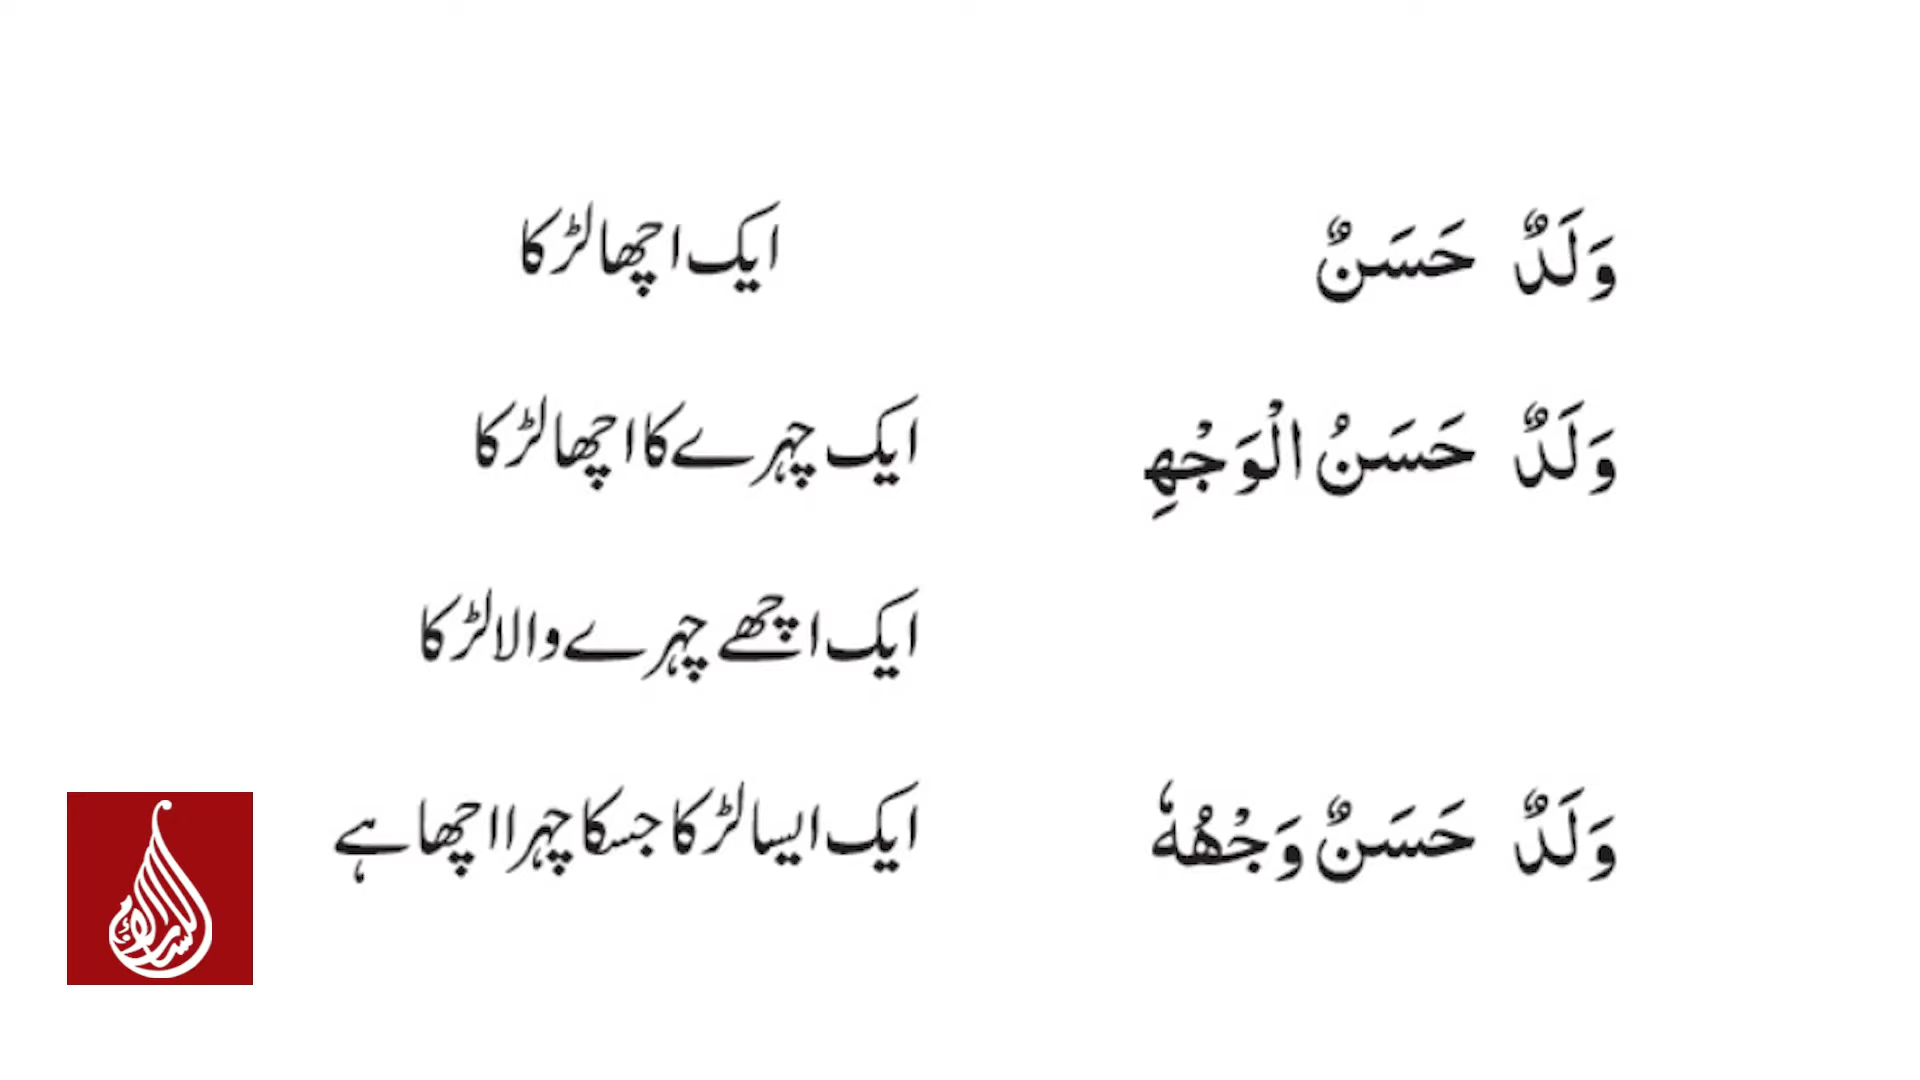 وَلَدٌ حَسَنٌ ایک اچھا لڑکا
وَلَدٌ حَسَنُ الْوَجْهِ ایک چہرے کا اچھا لڑکا
ایک اچھے چہرے والا لڑکا
وَلَدٌ حَسَنٌ وَجْهُهٗ ایک ایسا لڑکا جسکا چہرا اچھا ہے